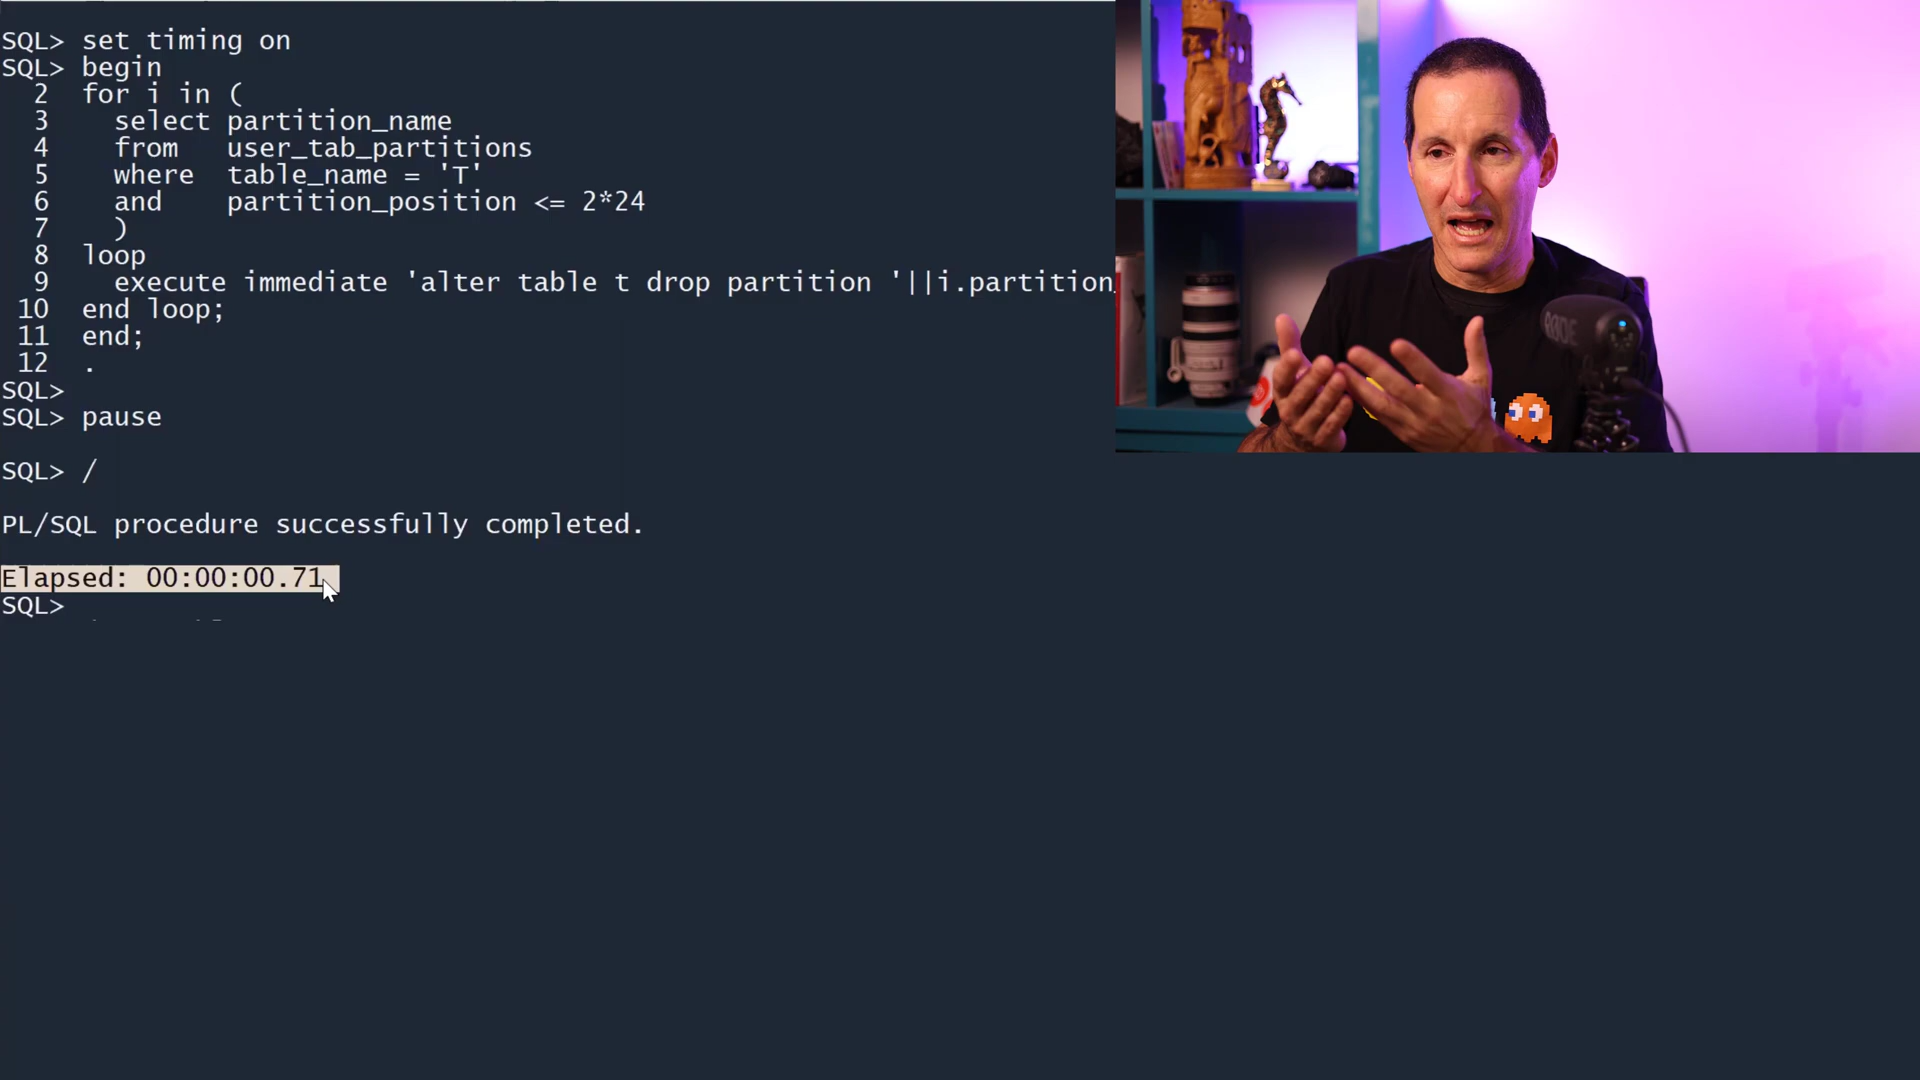 SQL> set timing on
SQL> begin
2 for i in (
3 select partition_name
4 from user_tab_partitions
5 where table_name = 'T'
6 and partition_position <= 2*24
7 )
8 loop
9 execute immediate 'alter table t drop partition '||i.partition_
10 end loop;
11 end;
12 .
SQL>
SQL> pause
SQL> /
PL/SQL procedure successfully completed.
Elapsed: 00:00:00.71
SQL>
RODE